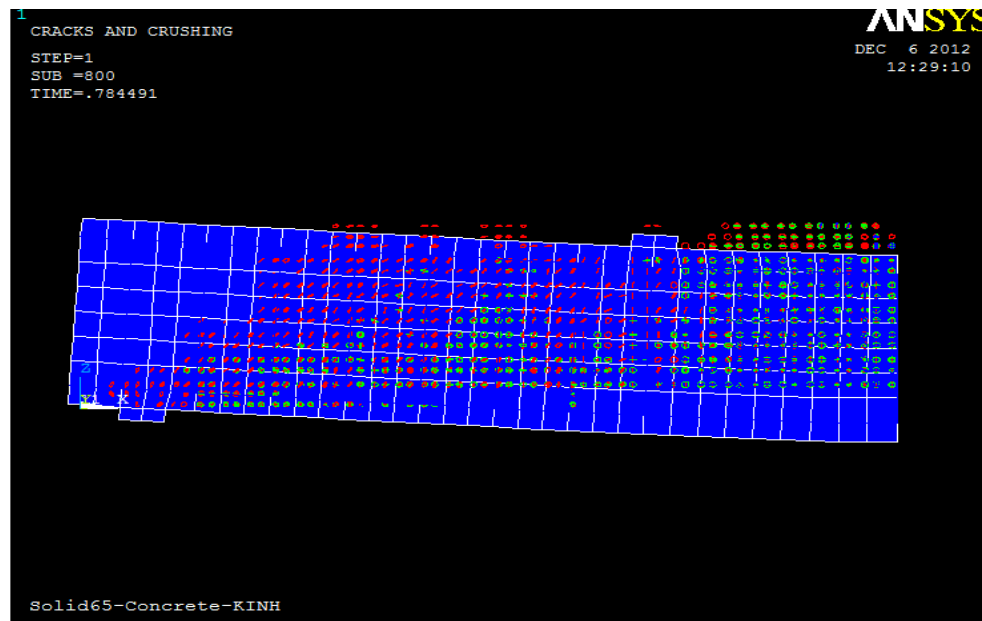 1
CRACKS AND CRUSHING
STEP=1
SUB =800
TIME=.784491
ANSYS
DEC 6 2012
12:29:10
Z
X
Solid65-Concrete-KINH